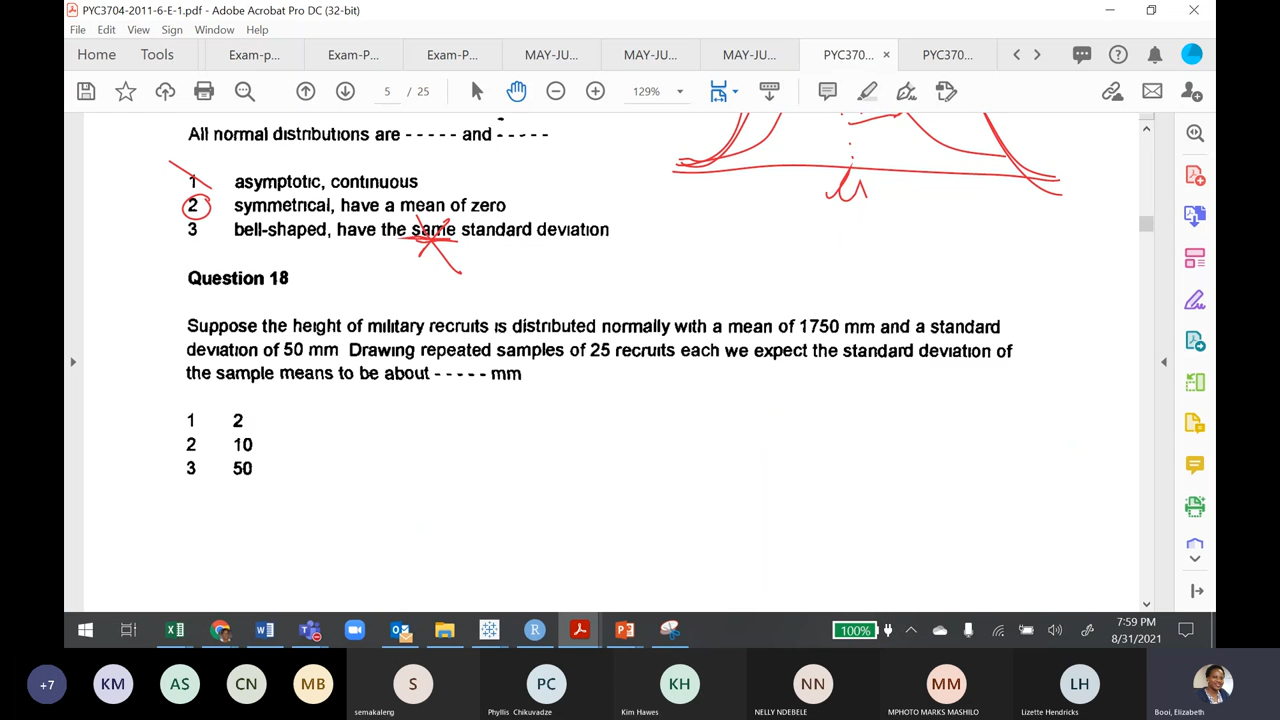 PYC3704-2011-6-E-1.pdf - Adobe Acrobat Pro DC (32-bit)
File Edit View Sign Window Help
Home Tools Exam-p... Exam-P... Exam-P... MAY-JU... MAY-JU... MAY-JU... PYC370... × PYC370...
5 / 25 129%
All normal distributions are - - - - - and - - - - -
1 asymptotic, continuous
2 symmetrical, have a mean of zero
3 bell-shaped, have the same standard deviation
μ
Question 18
Suppose the height of military recruits is distributed normally with a mean of 1750 mm and a standard
deviation of 50 mm Drawing repeated samples of 25 recruits each we expect the standard deviation of
the sample means to be about - - - - - mm
1 2
2 10
3 50
100% 7:59 PM
8/31/2021
+7 KM AS CN MB S PC KH NN MM LH
semakaleng Phyllis Chikuvadze Kim Hawes NELLY NDEBELE MPHOTO MARKS MASHILO Lizette Hendricks Booi, Elizabeth